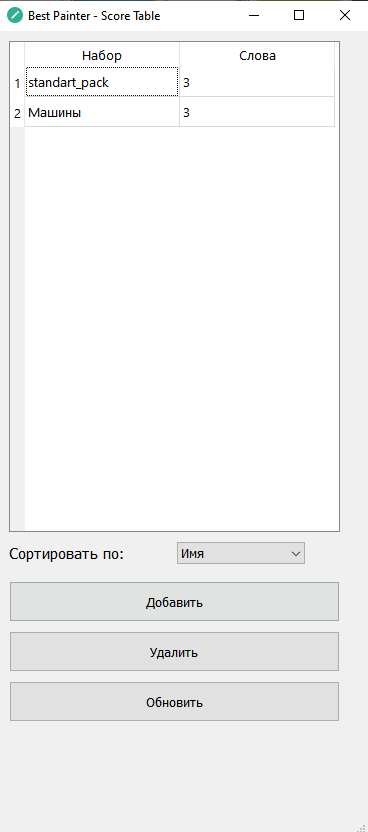 Best Painter - Score Table
Набор Слова
1 standart_pack 3
2 Машины 3
Сортировать по: Имя
Добавить
Удалить
Обновить